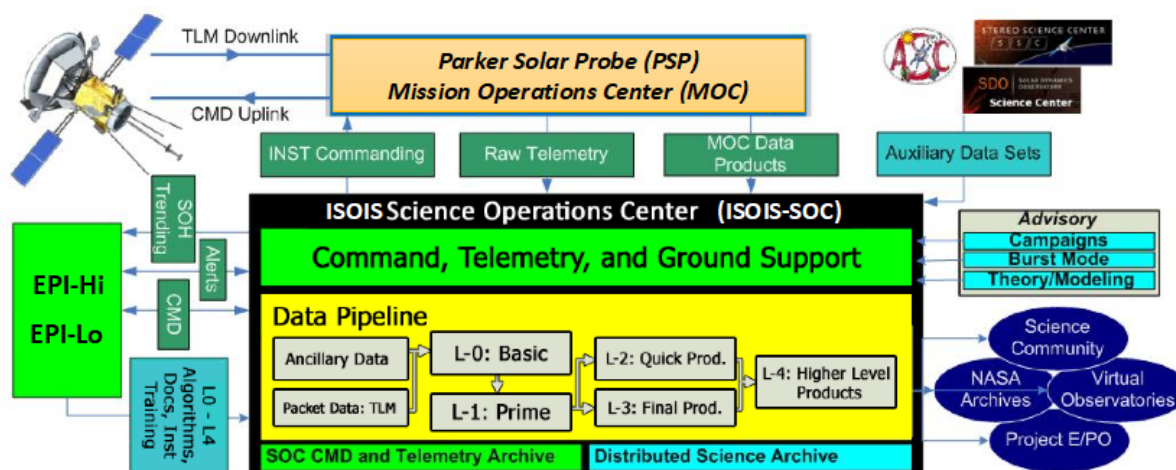 TLM Downlink
CMD Uplink
Parker Solar Probe (PSP)
Mission Operations Center (MOC)
ASC
STEREO SCIENCE CENTER
S S C
SDO
SOLAR DYNAMICS
OBSERVATORY
Science Center
INST Commanding
Raw Telemetry
MOC Data
Products
Auxiliary Data Sets
SOH
Trending
Alerts
CMD
EPI-Hi
EPI-Lo
L0 - L4
Algorithms,
Docs, Inst
Training
ISOIS Science Operations Center (ISOIS-SOC)
Command, Telemetry, and Ground Support
Data Pipeline
Ancillary Data
Packet Data: TLM
L-0: Basic
L-1: Prime
L-2: Quick Prod.
L-3: Final Prod.
L-4: Higher Level
Products
SOC CMD and Telemetry Archive
Distributed Science Archive
Advisory
Campaigns
Burst Mode
Theory/Modeling
Science
Community
NASA
Archives
Virtual
Observatories
Project E/PO